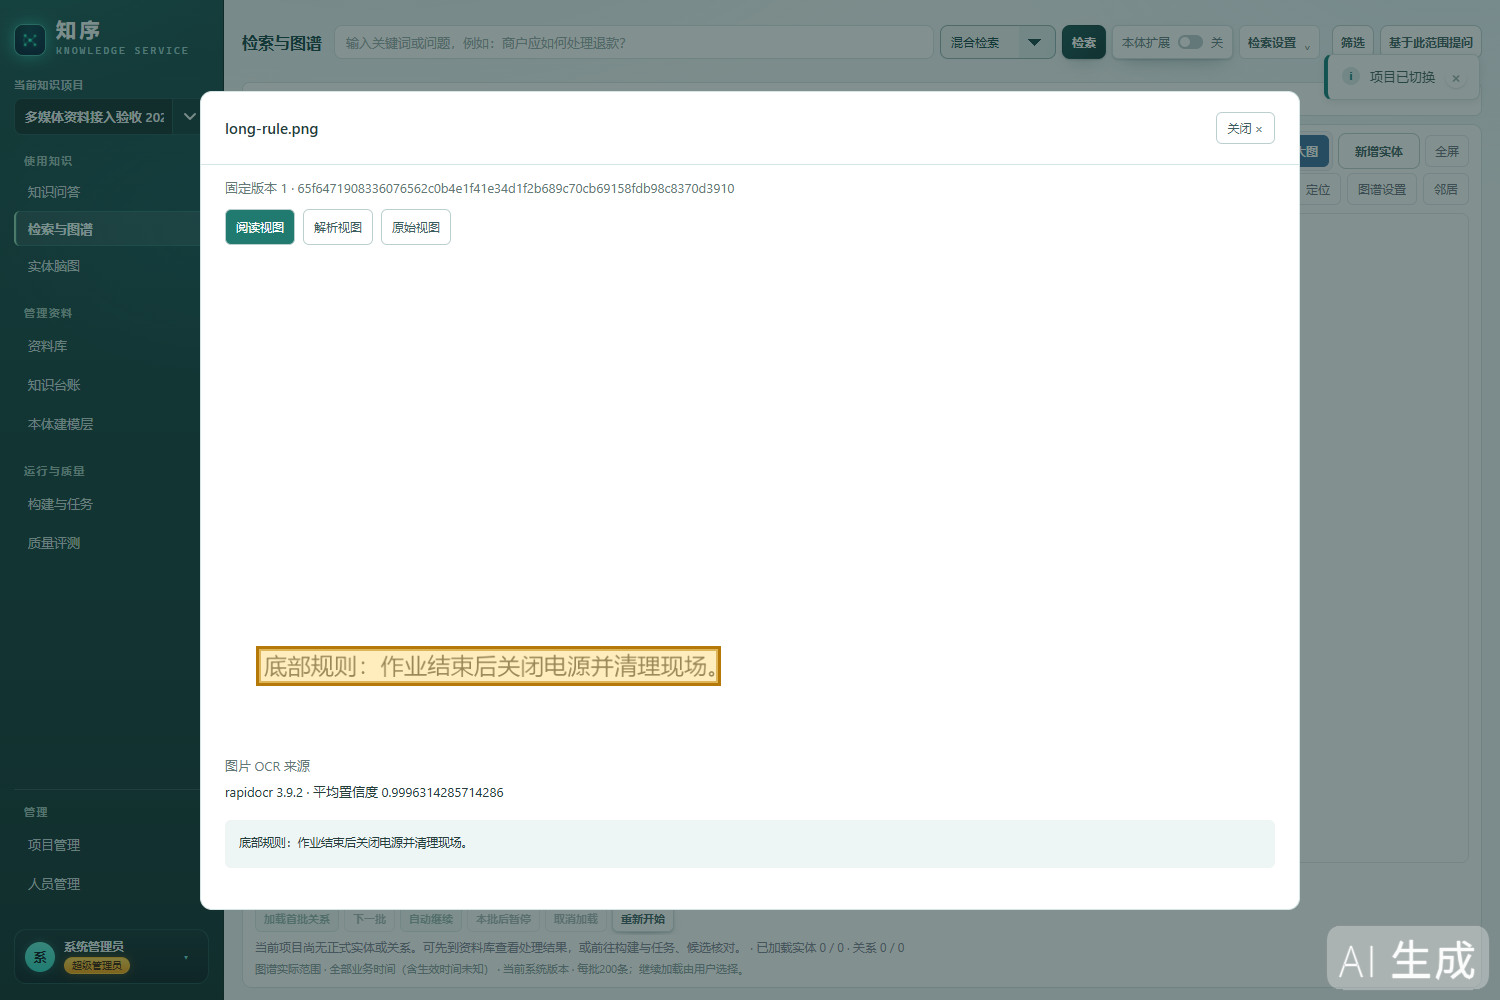 知序
KNOWLEDGE SERVICE
当前知识项目
多媒体资料接入验收 202
使用知识
知识问答
检索与图谱
实体脑图
管理资料
资料库
知识台账
本体建模层
运行与质量
构建与任务
质量评测
管理
项目管理
人员管理
系
系统管理员
超级管理员
检索与图谱
输入关键词或问题，例如：商户应如何处理退款？
混合检索
检索
本体扩展
关
检索设置
筛选
基于此范围提问
i 项目已切换 ×
大图
新增实体
全屏
定位
图谱设置
邻居
long-rule.png
关闭 ×
固定版本 1 · 65f6471908336076562c0b4e1f41e34d1f2b689c70cb69158fdb98c8370d3910
阅读视图
解析视图
原始视图
底部规则：作业结束后关闭电源并清理现场。
图片 OCR 来源
rapidocr 3.9.2 · 平均置信度 0.9996314285714286
底部规则：作业结束后关闭电源并清理现场。
加载首批关系
下一批
自动继续
本批后暂停
取消加载
重新开始
当前项目尚无正式实体或关系。可先到资料库查看处理结果，或前往构建与任务、候选核对。 · 已加载实体 0 / 0 · 关系 0 / 0
图谱实际范围 · 全部业务时间（含生效时间未知） · 当前系统版本 · 每批200条；继续加载由用户选择。
AI 生成